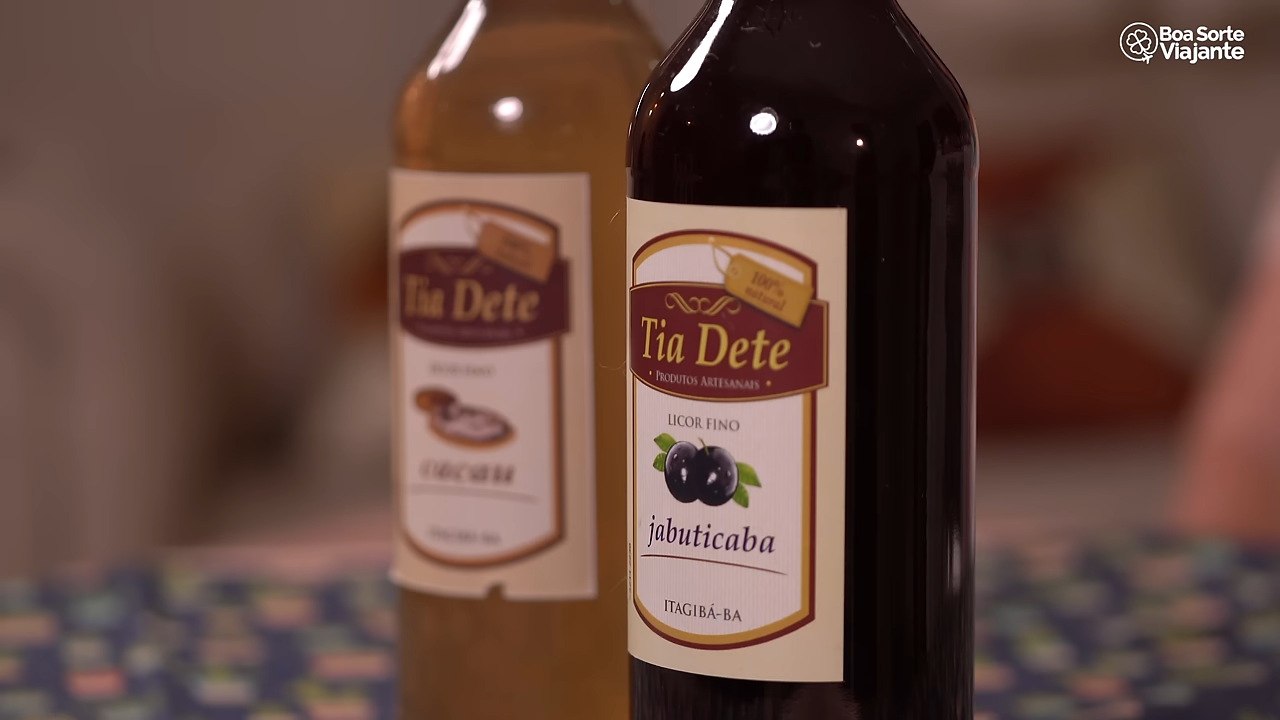 Boa Sorte
Viajante
Tia Dete
cacau
100%
natural
Tia Dete
• PRODUTOS ARTESANAIS •
LICOR FINO
jabuticaba
ITAGIBÁ-BA